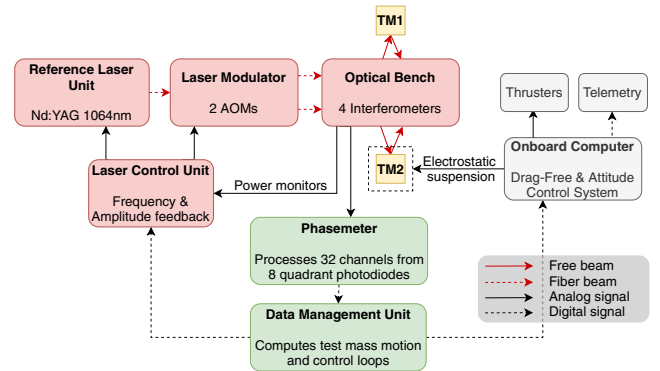 TM1
Reference Laser
Unit
Nd:YAG 1064nm
Laser Modulator
2 AOMs
Optical Bench
4 Interferometers
Thrusters
Telemetry
TM2
Electrostatic
suspension
Onboard Computer
Drag-Free & Attitude
Control System
Laser Control Unit
Frequency &
Amplitude feedback
Power monitors
Phasemeter
Processes 32 channels from
8 quadrant photodiodes
Free beam
Fiber beam
Analog signal
Digital signal
Data Management Unit
Computes test mass motion
and control loops